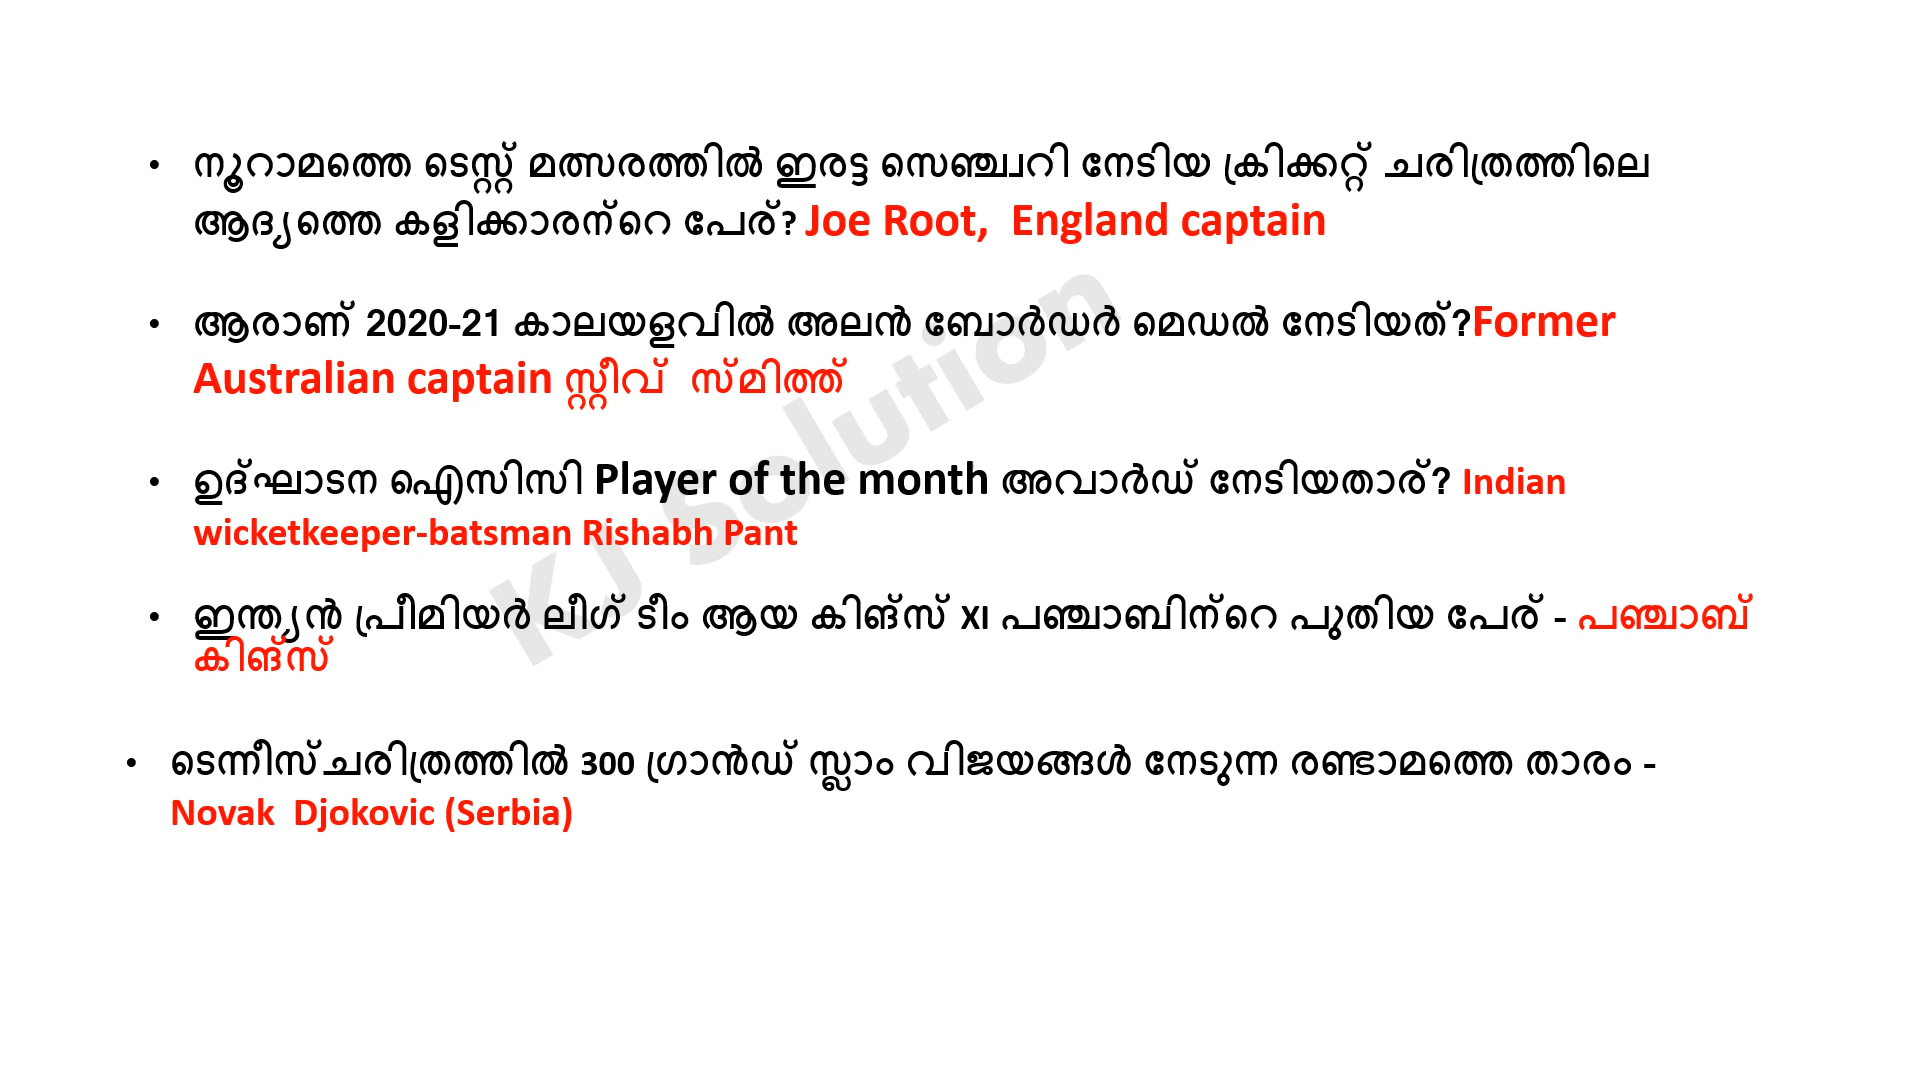 • നൂറാമത്തെ ടെസ്റ്റ് മത്സരത്തിൽ ഇരട്ട സെഞ്ച്വറി നേടിയ ക്രിക്കറ്റ് ചരിത്രത്തിലെ
ആദ്യത്തെ കളിക്കാരന്റെ പേര്? Joe Root, England captain
• ആരാണ് 2020-21 കാലയളവിൽ അലൻ ബോർഡർ മെഡൽ നേടിയത്?Former
Australian captain സ്റ്റീവ് സ്മിത്ത്
• ഉദ്ഘാടന ഐസിസി Player of the month അവാർഡ് നേടിയതാര്? Indian
wicketkeeper-batsman Rishabh Pant
• ഇന്ത്യൻ പ്രീമിയർ ലീഗ് ടീം ആയ കിങ്സ് XI പഞ്ചാബിന്റെ പുതിയ പേര് - പഞ്ചാബ്
കിങ്സ്
• ടെന്നീസ് ചരിത്രത്തിൽ 300 ഗ്രാൻഡ് സ്ലാം വിജയങ്ങൾ നേടുന്ന രണ്ടാമത്തെ താരം -
Novak Djokovic (Serbia)
KJ Solution